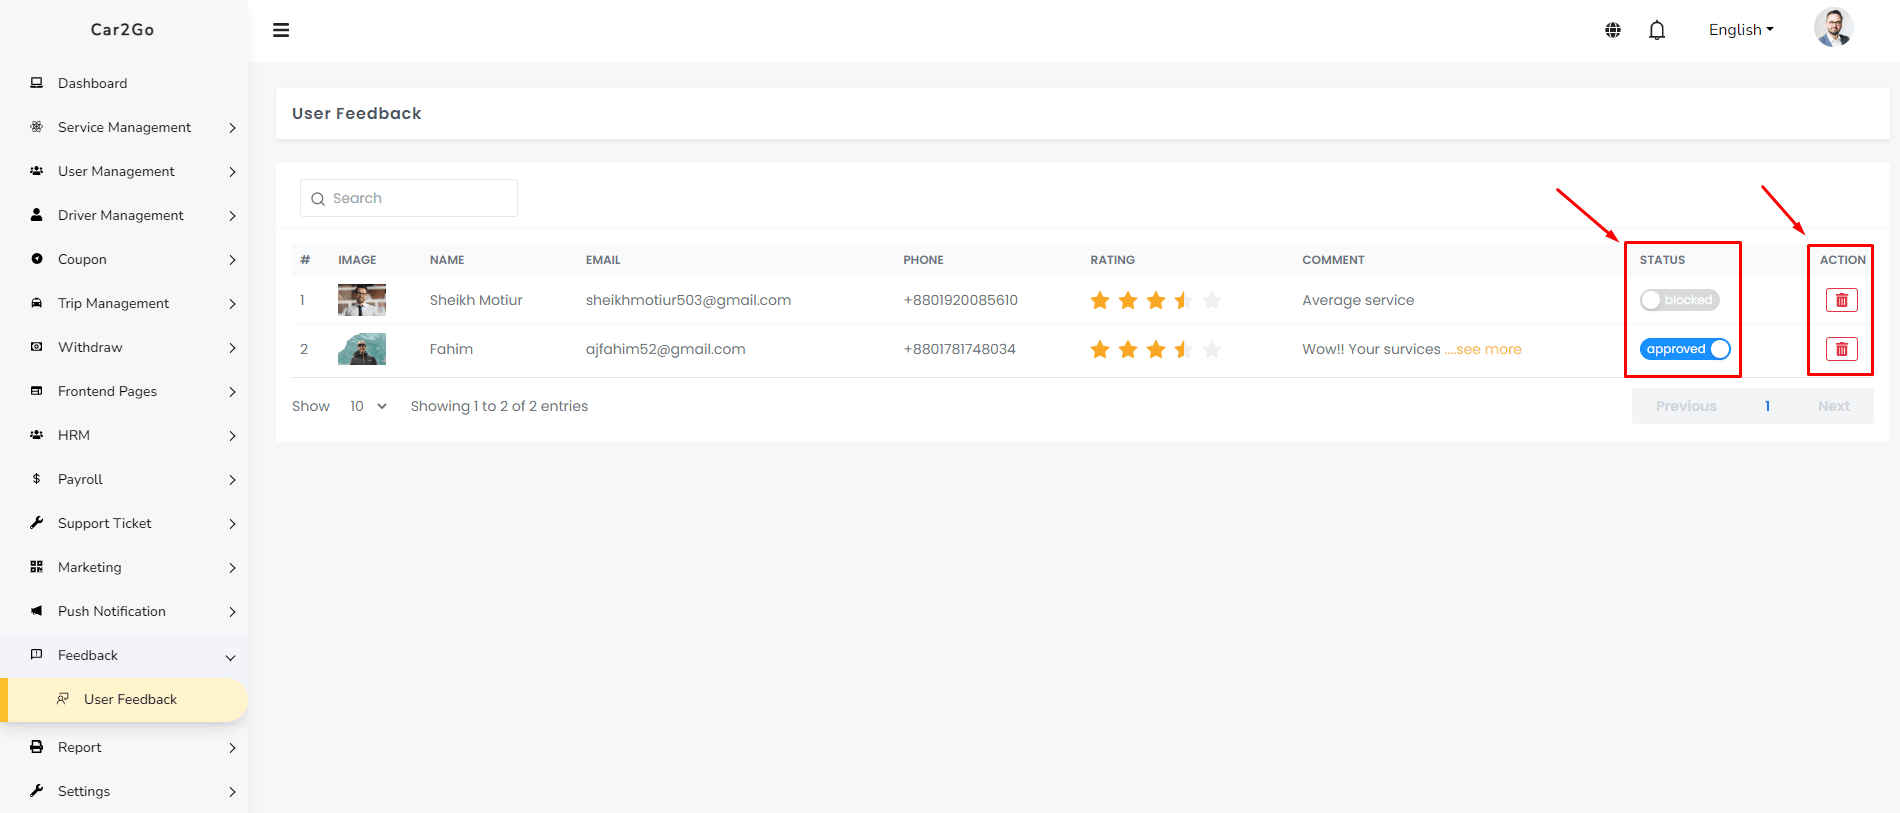 Car2Go
English
Dashboard
Service Management
User Management
Driver Management
Coupon
Trip Management
Withdraw
Frontend Pages
HRM
Payroll
Support Ticket
Marketing
Push Notification
Feedback
User Feedback
Report
Settings
User Feedback
Search
# IMAGE NAME EMAIL PHONE RATING COMMENT STATUS ACTION
1 Sheikh Motiur sheikhmotiur503@gmail.com +8801920085610 Average service blocked
2 Fahim ajfahim52@gmail.com +8801781748034 Wow!! Your survices ....see more approved
Show 10 Showing 1 to 2 of 2 entries Previous 1 Next